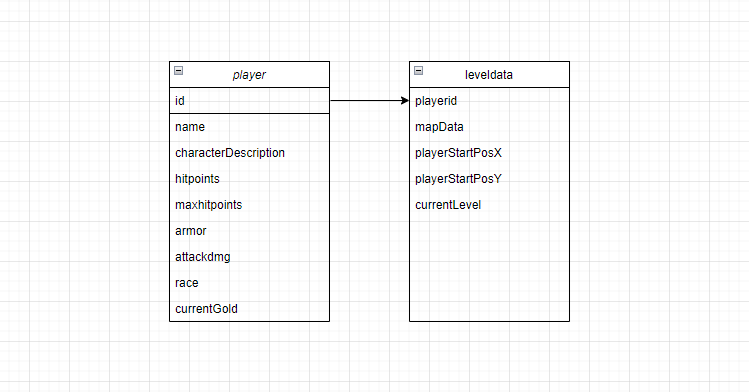 player
id
name
characterDescription
hitpoints
maxhitpoints
armor
attackdmg
race
currentGold
leveldata
playerid
mapData
playerStartPosX
playerStartPosY
currentLevel